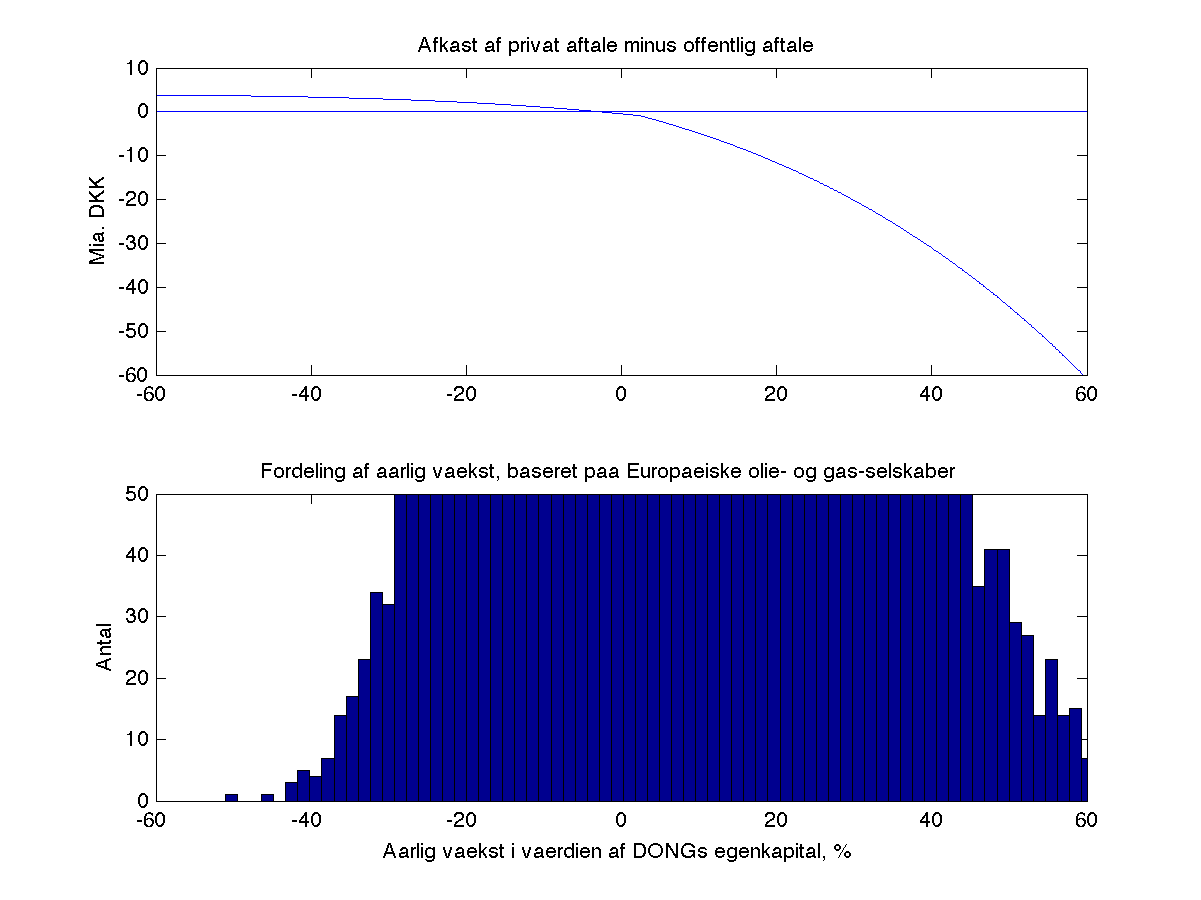 Afkast af privat aftale minus offentlig aftale
10
0
-10
-20
-30
-40
-50
-60
Mia. DKK
-60 -40 -20 0 20 40 60
Fordeling af aarlig vaekst, baseret paa Europaeiske olie- og gas-selskaber
50
40
30
20
10
0
Antal
-60 -40 -20 0 20 40 60
Aarlig vaekst i vaerdien af DONGs egenkapital, %